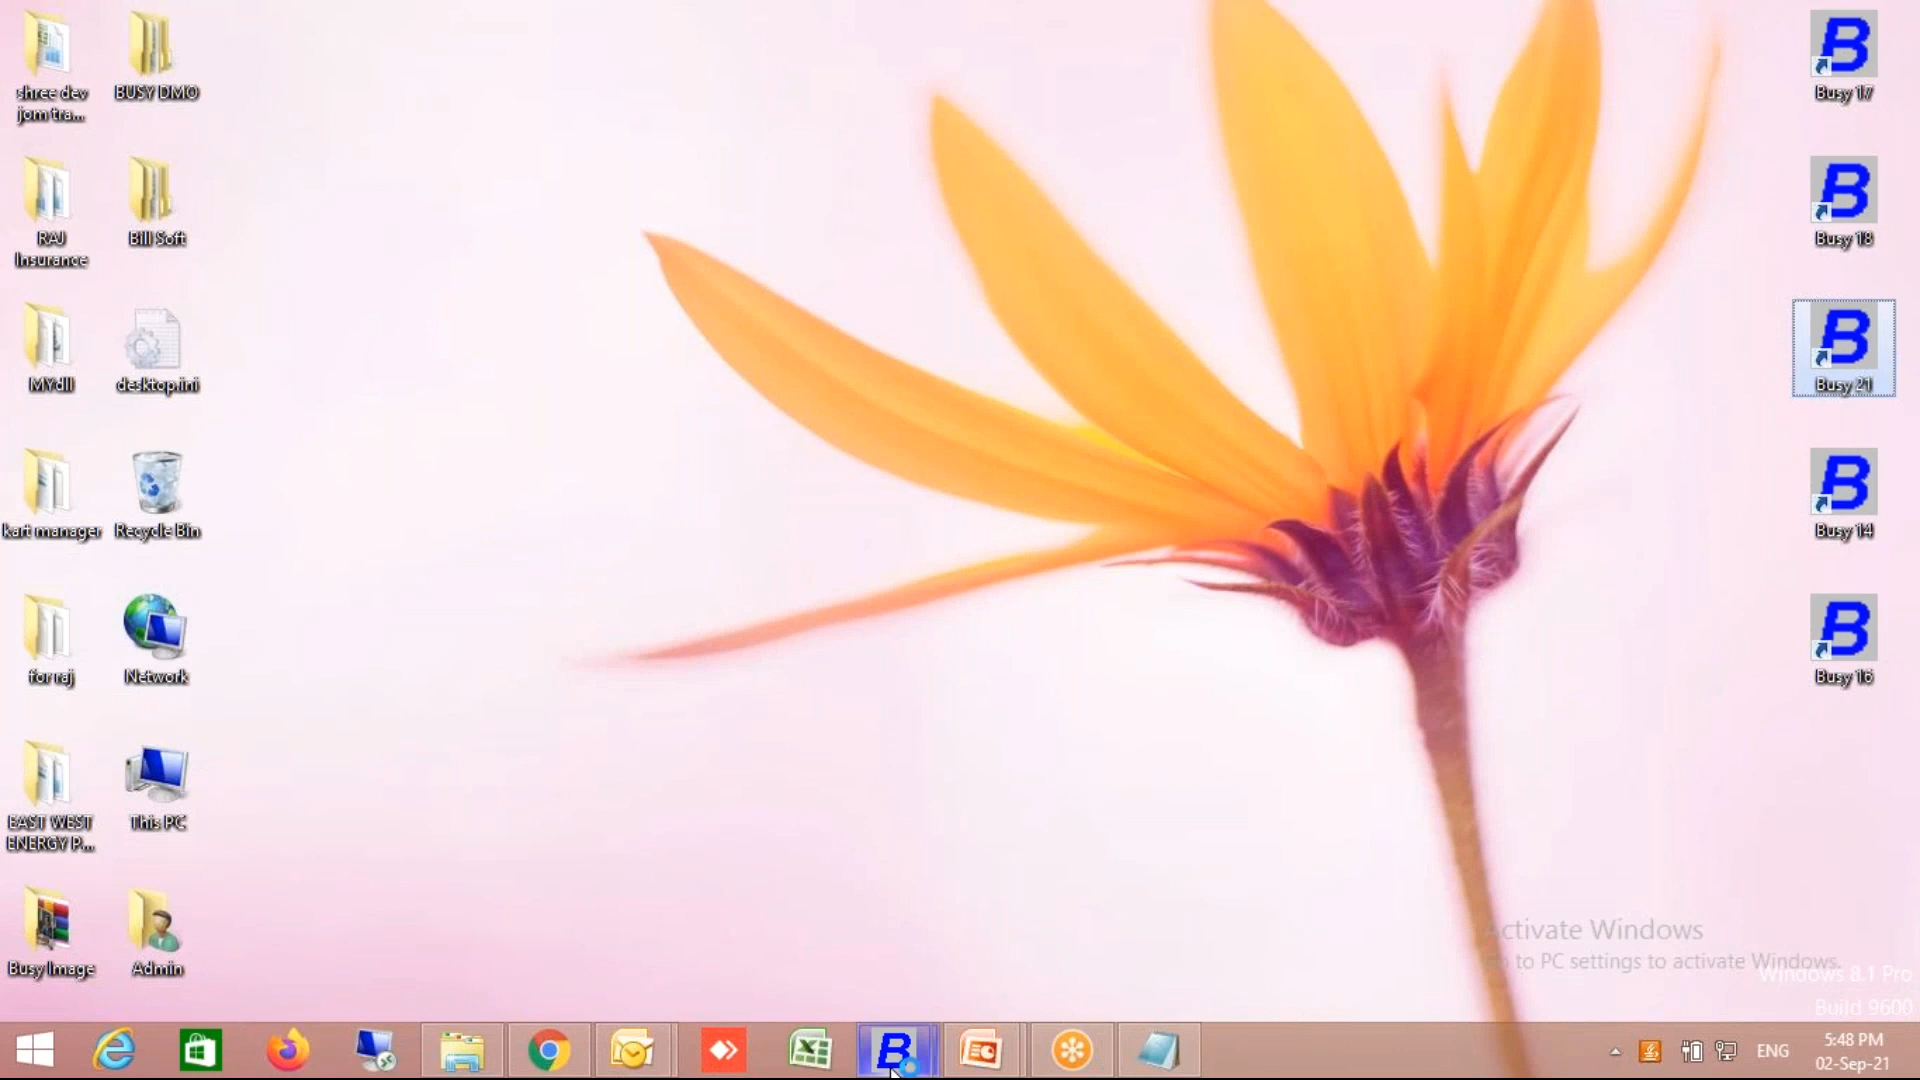 shree dev
jom tra...
BUSY DMO
RAJ
Insurance
Bill Soft
MYdll
desktop.ini
kart manager
Recycle Bin
for raj
Network
EAST WEST
ENERGY P...
This PC
Busy Image
Admin
Busy 17
Busy 18
Busy 21
Busy 14
Busy 16
Activate Windows
to PC settings to activate Windows.
Windows 8.1 Pro
Build 9600
ENG
5:48 PM
02-Sep-21